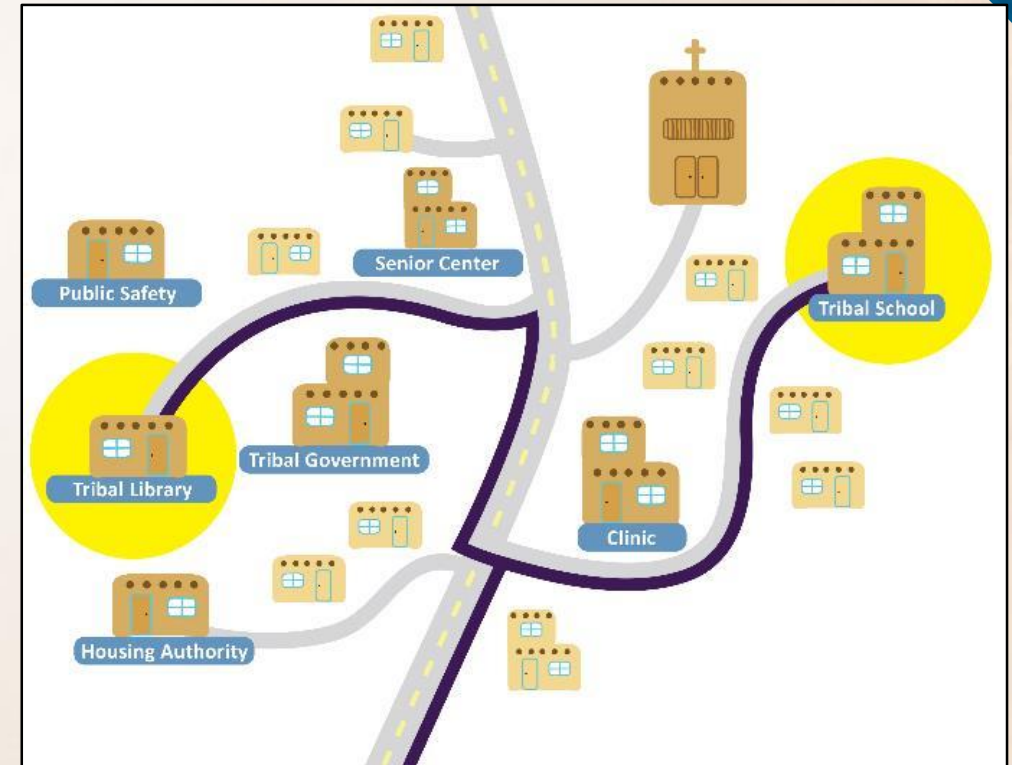 Senior Center
Public Safety
Tribal School
Tribal Government
Tribal Library
Clinic
Housing Authority